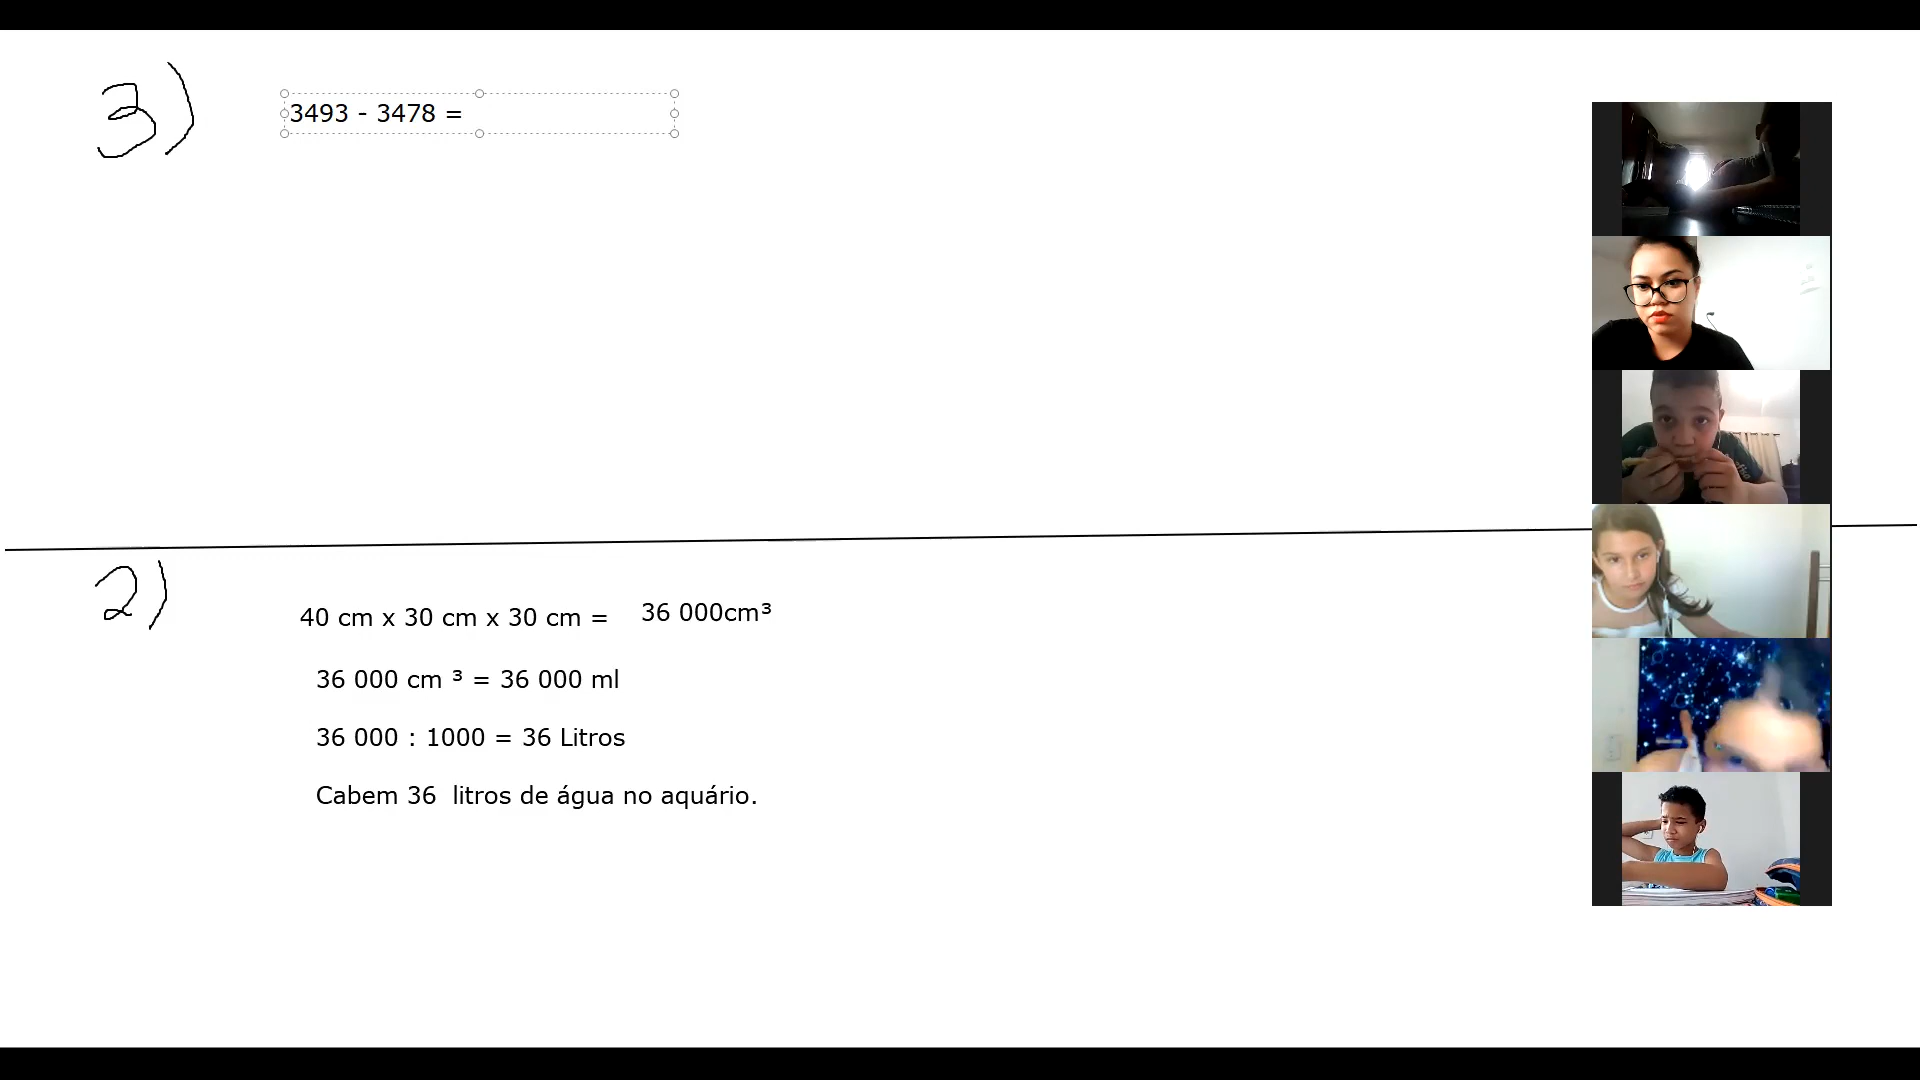 3)
3493 - 3478 =
2)
40 cm x 30 cm x 30 cm = 36 000cm³
36 000 cm ³ = 36 000 ml
36 000 : 1000 = 36 Litros
Cabem 36 litros de água no aquário.